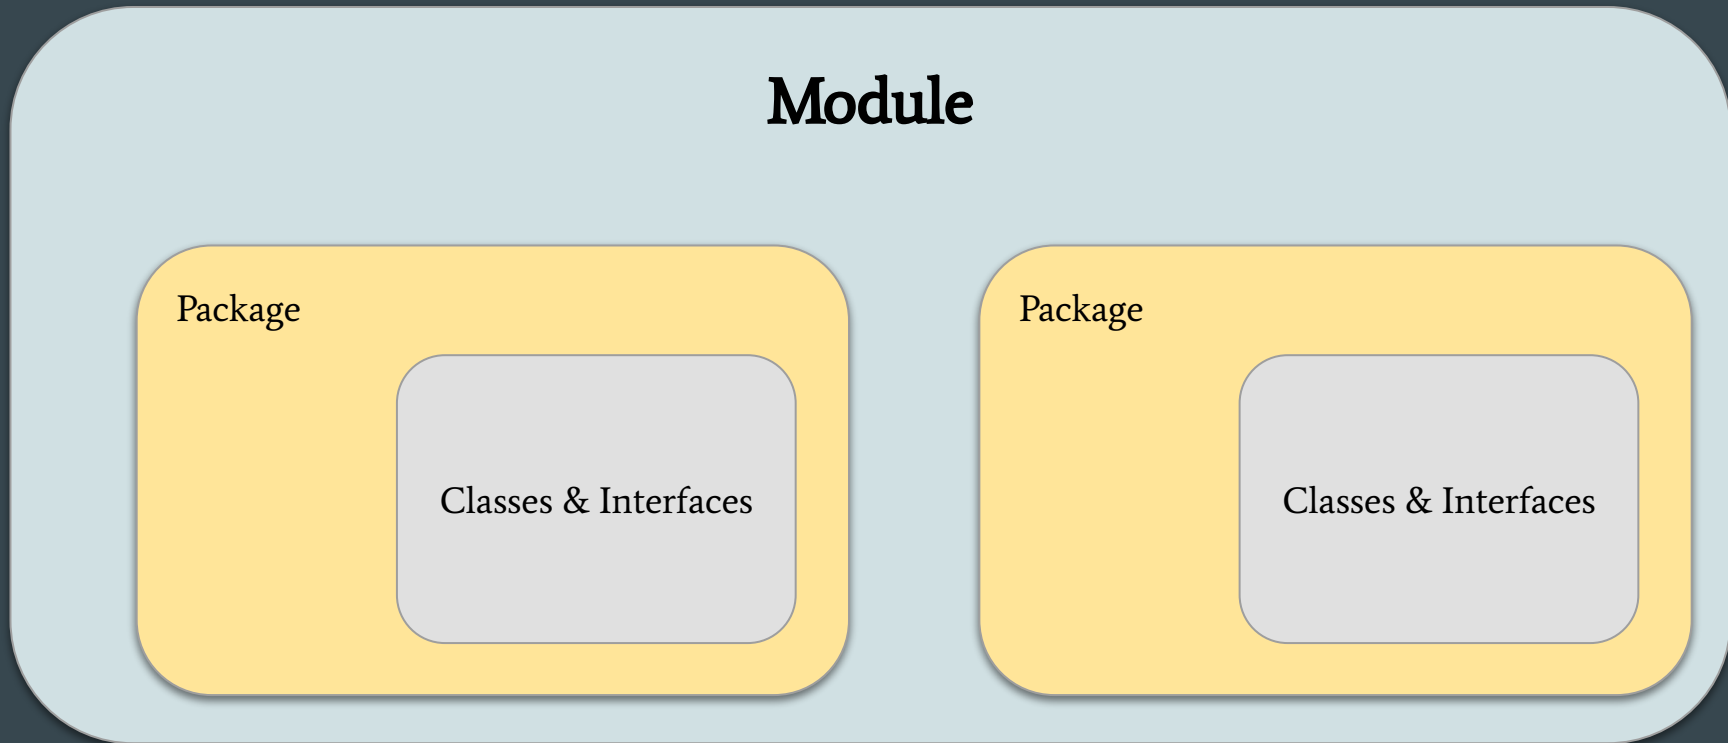 Module
Package
Package
Classes & Interfaces
Classes & Interfaces